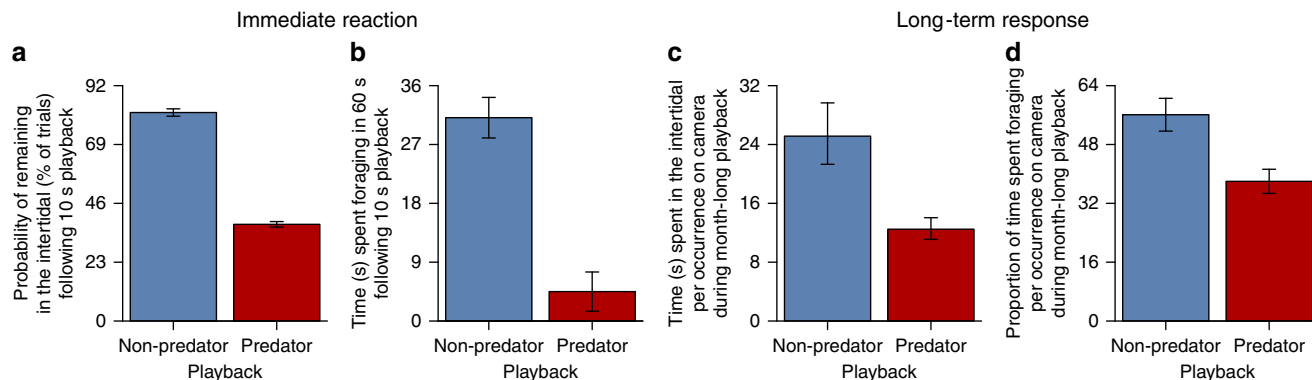 Immediate reaction
Long-term response
a
Probability of remaining
in the intertidal (% of trials)
following 10 s playback
92
69
46
23
0
Non-predator Predator
Playback
b
Time (s) spent foraging in 60 s
following 10 s playback
36
27
18
9
0
Non-predator Predator
Playback
c
Time (s) spent in the intertidal
per occurrence on camera
during month-long playback
32
24
16
8
0
Non-predator Predator
Playback
d
Proportion of time spent foraging
per occurrence on camera
during month-long playback
64
48
32
16
0
Non-predator Predator
Playback